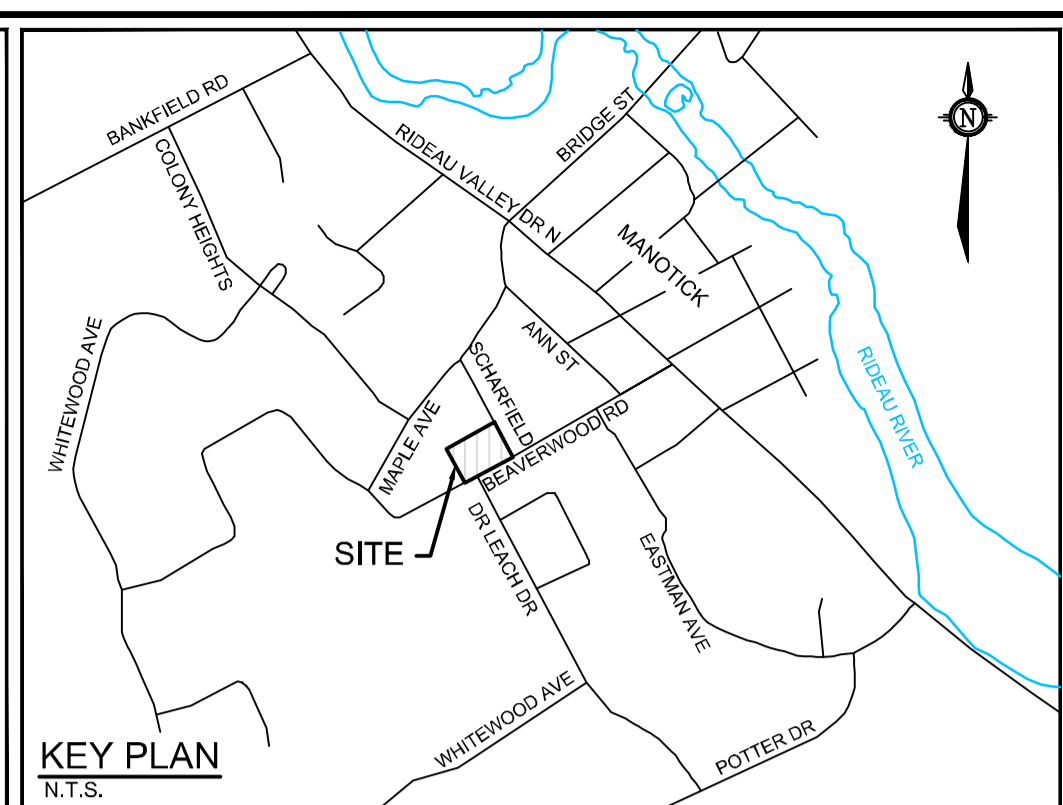 BANKFIELD RD
COLONY HEIGHTS
RIDEAU VALLEY DR N
BRIDGE ST
N
MANOTICK
WHITEWOOD AVE
SCHARFIELD
ANN ST
RIDEAU RIVER
MAPLE AVE
BEAVERWOOD RD
SITE
DR LEACH DR
EASTMAN AVE
WHITEWOOD AVE
POTTER DR
KEY PLAN
N.T.S.